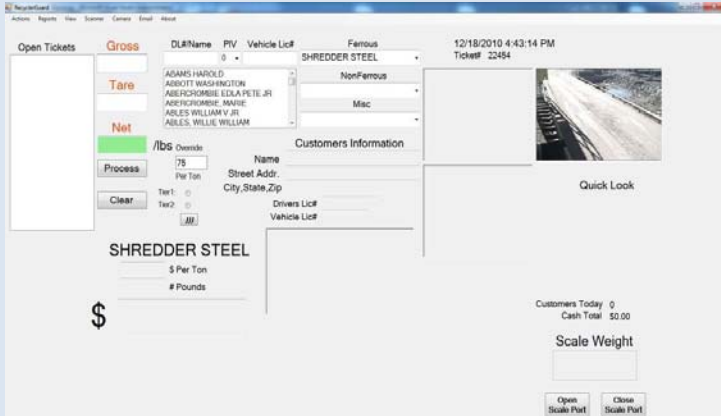 RecycleGuard
Actions Reports View Scanner Camera Email About
Open Tickets
Gross
Tare
Net
/lbs
Process
Clear
DL#/Name PIV Vehicle Lic#
0
ABAMS HAROLD
ABBOTT WASHINGTON
ABERCROMBIE EDLA PETE JR
ABERCROMBIE, MARIE
ABLES WILLIAM V JR
ABLES, WILLIE WILLIAM
Override
75
Per Ton
Tier1:
Tier2:
Ferrous
SHREDDER STEEL
NonFerrous
Misc
Customers Information
Name
Street Addr.
City,State,Zip
Drivers Lic#
Vehicle Lic#
12/18/2010 4:43:14 PM
Ticket# 22454
Quick Look
SHREDDER STEEL
$ Per Ton
# Pounds
$
Customers Today 0
Cash Total $0.00
Scale Weight
Open
Scale Port
Close
Scale Port